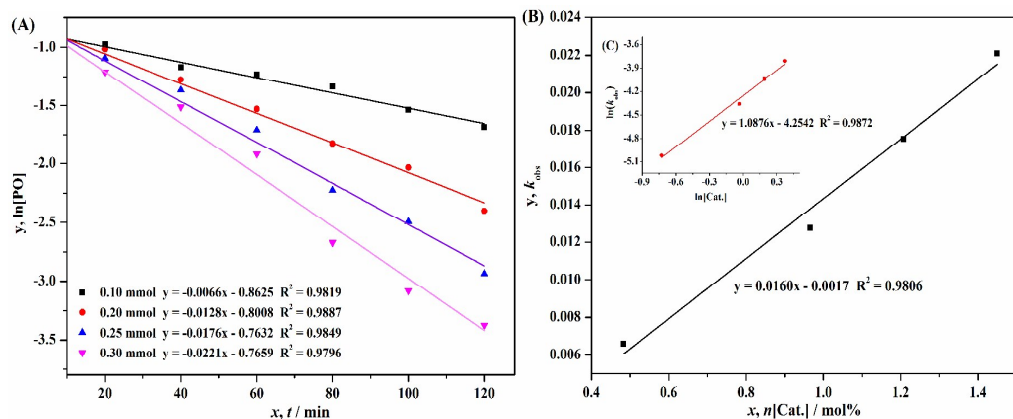 (A)
-1.0
-1.5
-2.0
-2.5
-3.0
-3.5
y, ln[PO]
0.10 mmol y = -0.0066x - 0.8625 R² = 0.9819
0.20 mmol y = -0.0128x - 0.8008 R² = 0.9887
0.25 mmol y = -0.0176x - 0.7632 R² = 0.9849
0.30 mmol y = -0.0221x - 0.7659 R² = 0.9796
20 40 60 80 100 120
x, t / min
(B)
0.024
0.022
0.020
0.018
0.016
0.014
0.012
0.010
0.008
0.006
y, kobs
(C)
-3.6
-3.9
-4.2
-4.5
-4.8
-5.1
ln(kobs)
y = 1.0876x - 4.2542 R² = 0.9872
-0.9 -0.6 -0.3 0.0 0.3
ln[Cat.]
y = 0.0160x - 0.0017 R² = 0.9806
0.4 0.6 0.8 1.0 1.2 1.4
x, n[Cat.] / mol%